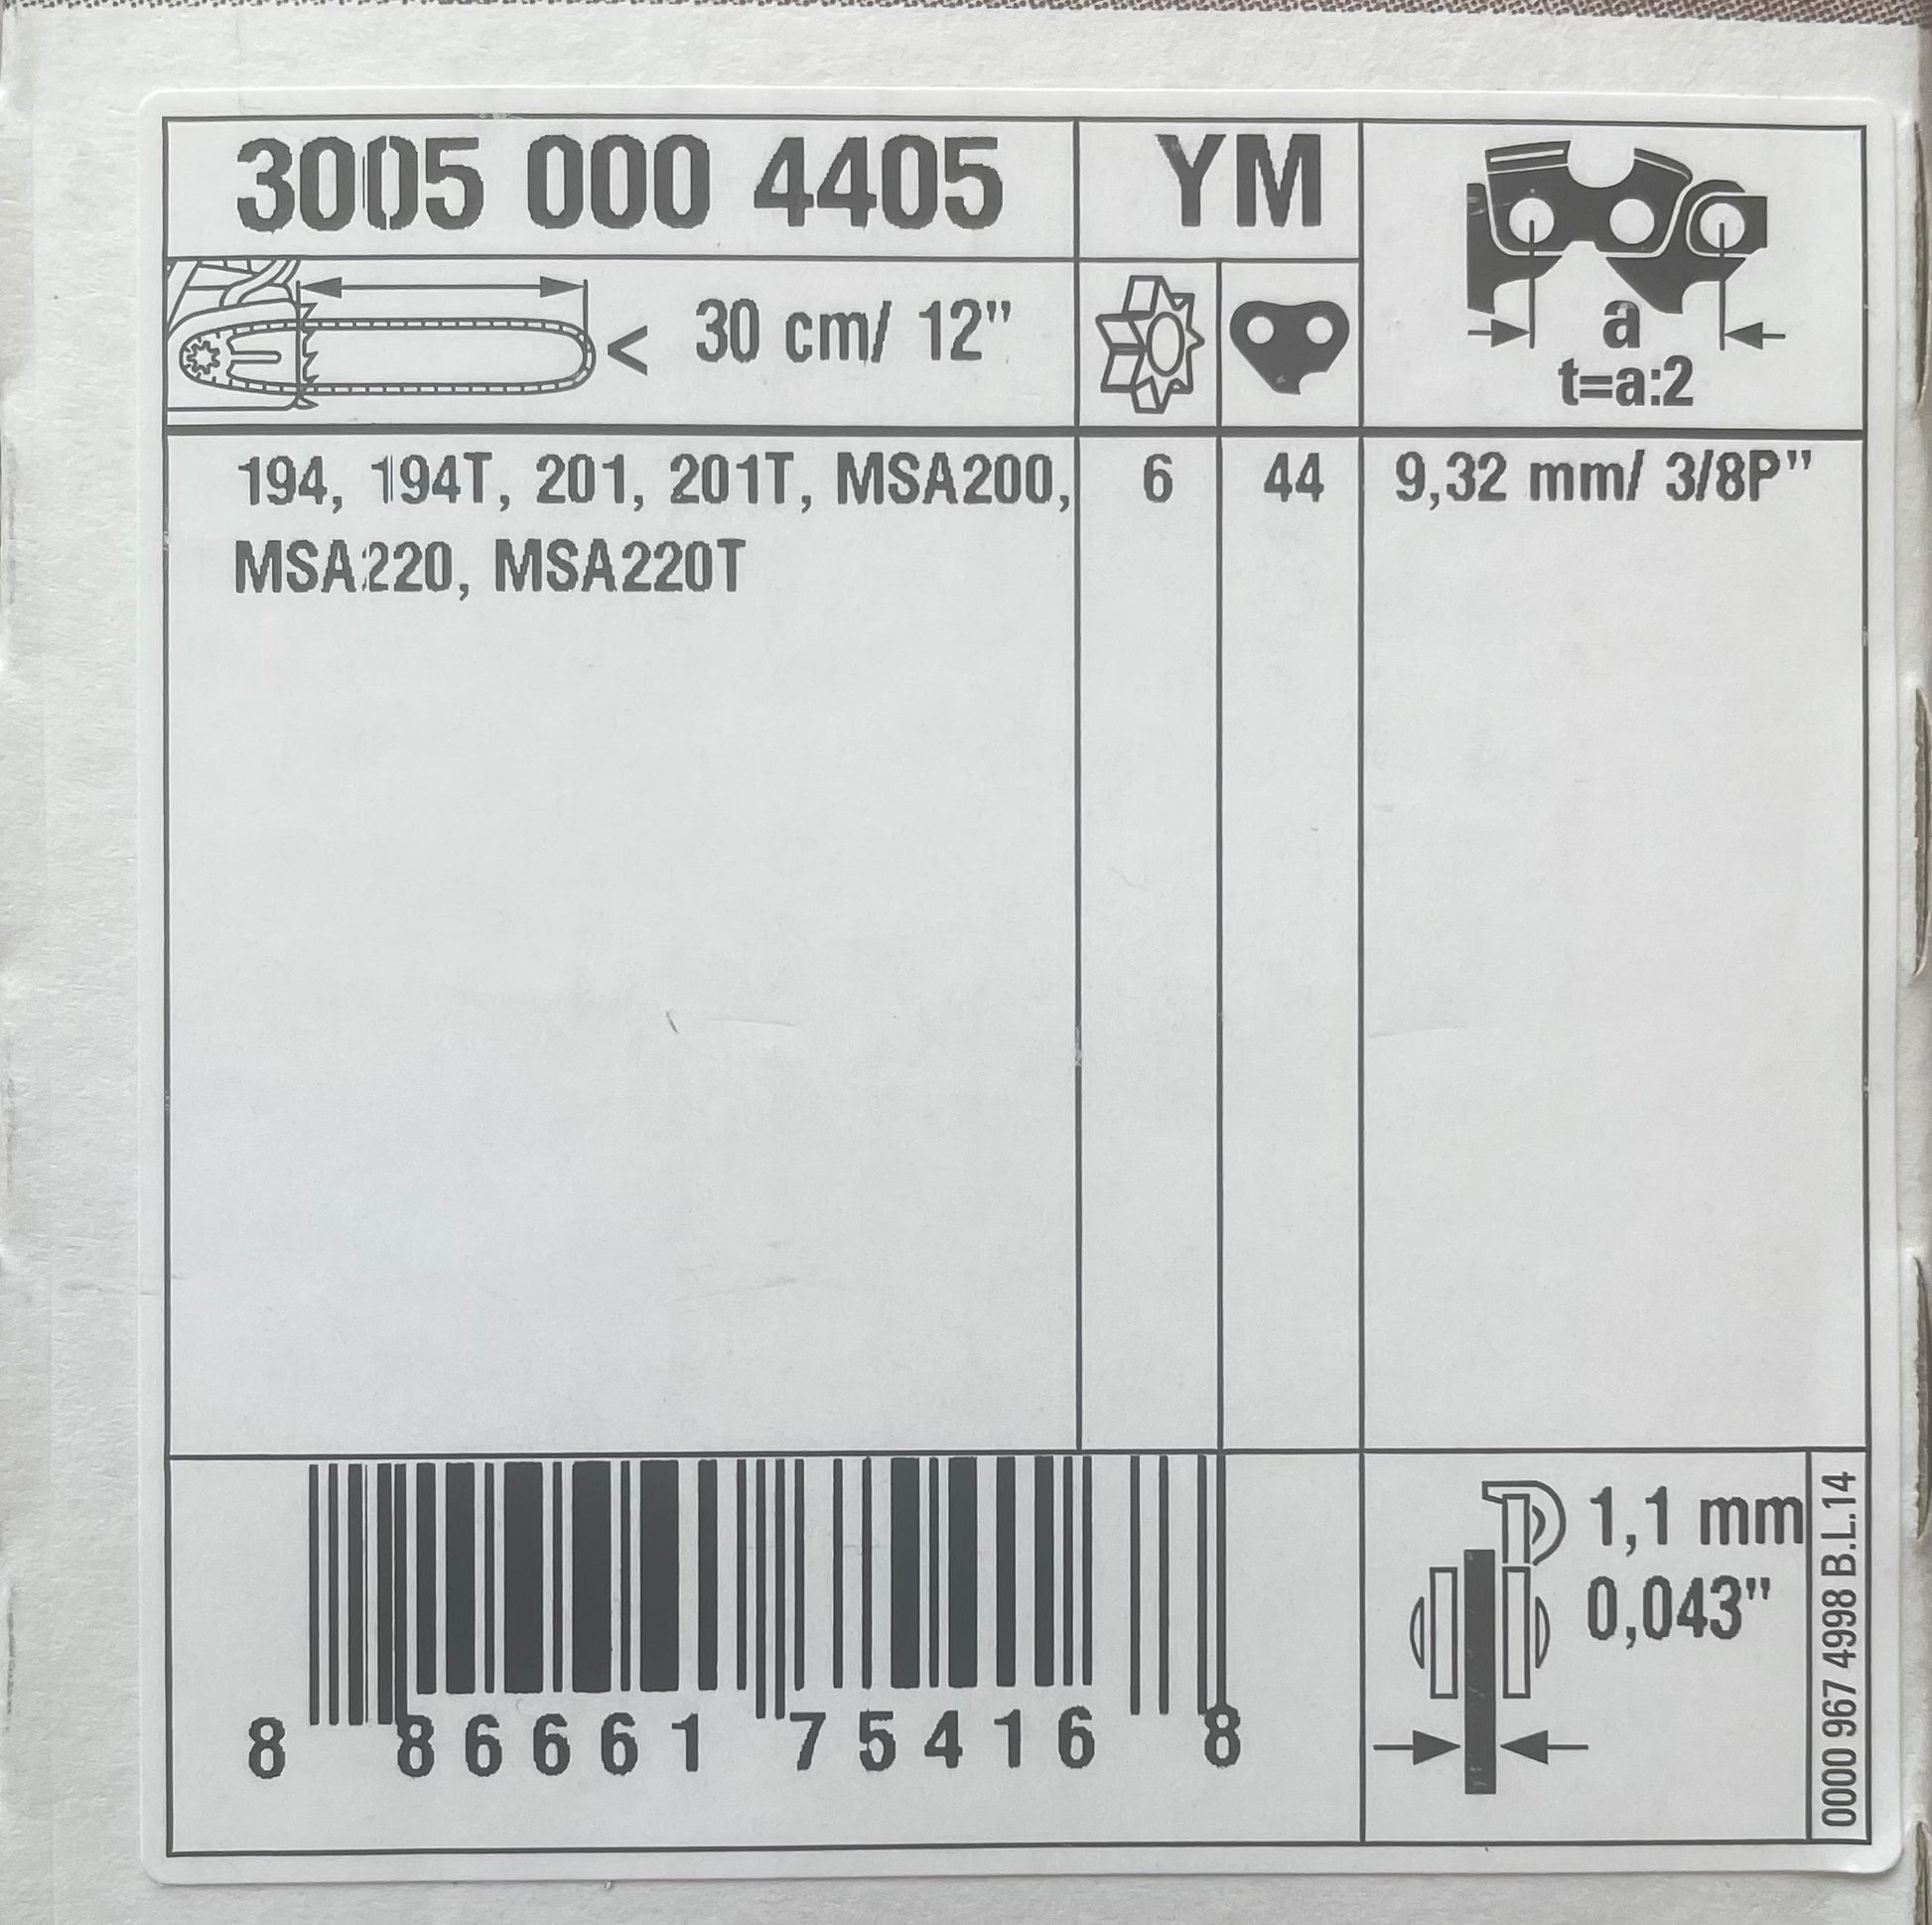 3005 000 4405 YM
< 30 cm/ 12"
a
t=a:2
194, 194T, 201, 201T, MSA200, 6 44 9,32 mm/ 3/8P"
MSA220, MSA220T
1,1 mm
0,043"
8 86661 75416 8
0000 967 4998 B.L.14